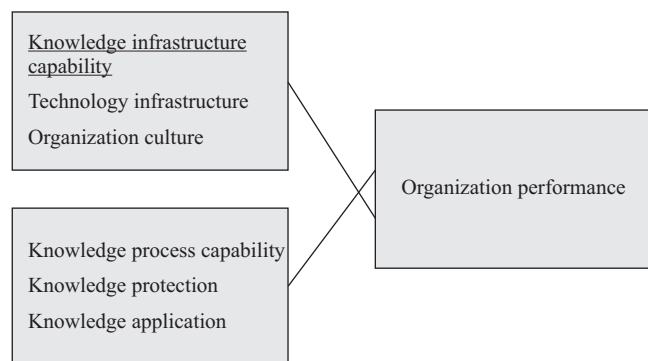 Knowledge infrastructure
capability
Technology infrastructure
Organization culture
Organization performance
Knowledge process capability
Knowledge protection
Knowledge application